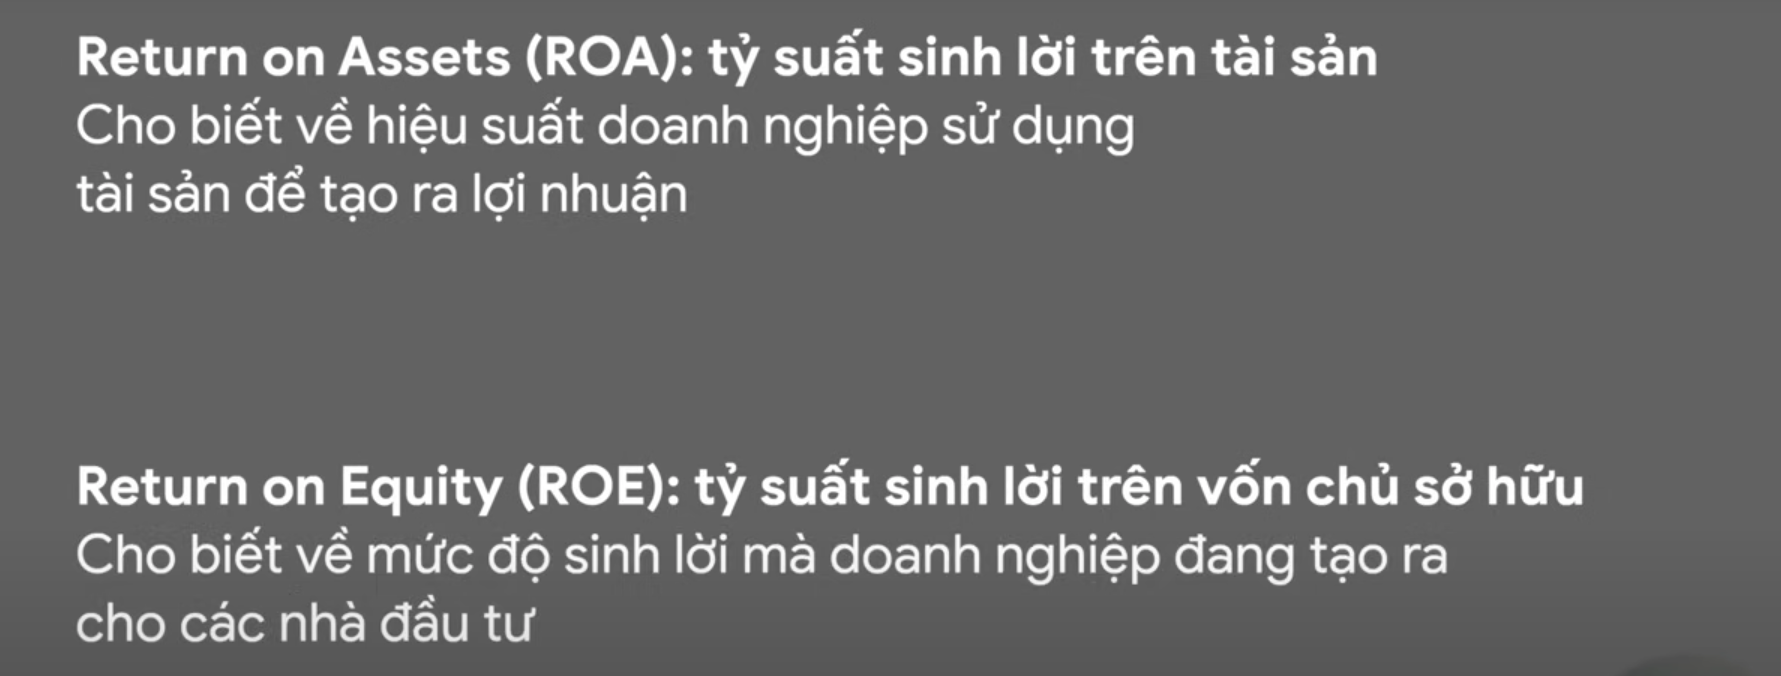 Return on Assets (ROA): tỷ suất sinh lời trên tài sản
Cho biết về hiệu suất doanh nghiệp sử dụng
tài sản để tạo ra lợi nhuận
Return on Equity (ROE): tỷ suất sinh lời trên vốn chủ sở hữu
Cho biết về mức độ sinh lời mà doanh nghiệp đang tạo ra
cho các nhà đầu tư